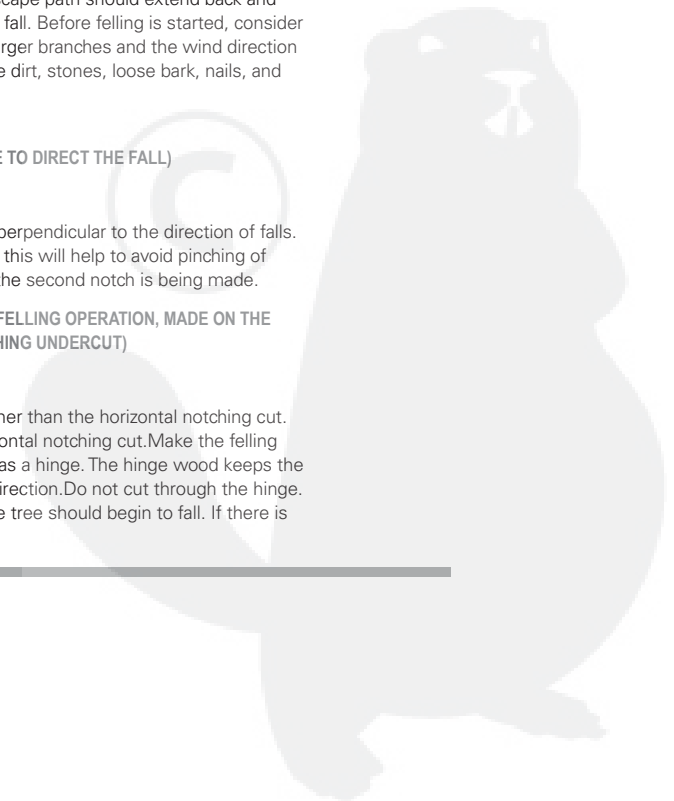 scape path should extend back and
fall. Before felling is started, consider
rger branches and the wind direction
e dirt, stones, loose bark, nails, and
©
E TO DIRECT THE FALL)
perpendicular to the direction of falls.
this will help to avoid pinching of
the second notch is being made.
FELLING OPERATION, MADE ON THE
HING UNDERCUT)
her than the horizontal notching cut.
ontal notching cut.Make the felling
as a hinge. The hinge wood keeps the
irection.Do not cut through the hinge.
e tree should begin to fall. If there is